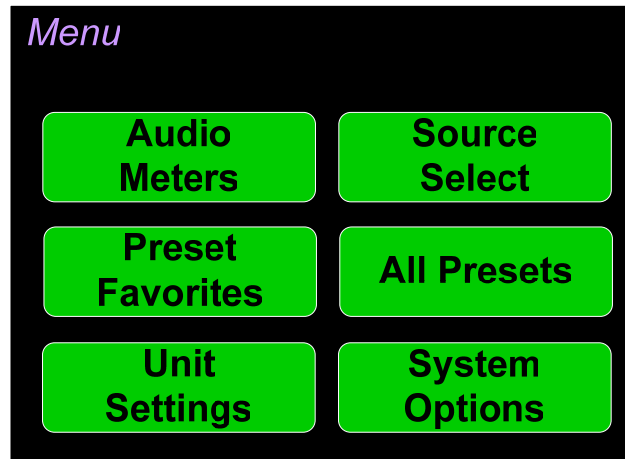 Menu
Audio
Meters
Source
Select
Preset
Favorites
All Presets
Unit
Settings
System
Options